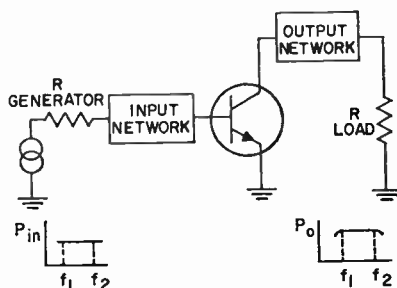 OUTPUT
NETWORK
R
GENERATOR
INPUT
NETWORK
R
LOAD
Pin
f1 f2
Po
f1 f2